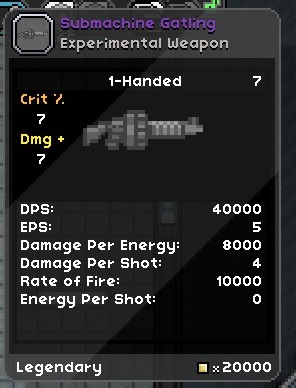 Submachine Gatling
Experimental Weapon
1-Handed 7
Crit %
7
Dmg +
7
DPS: 40000
EPS: 5
Damage Per Energy: 8000
Damage Per Shot: 4
Rate of Fire: 10000
Energy Per Shot: 0
Legendary x20000